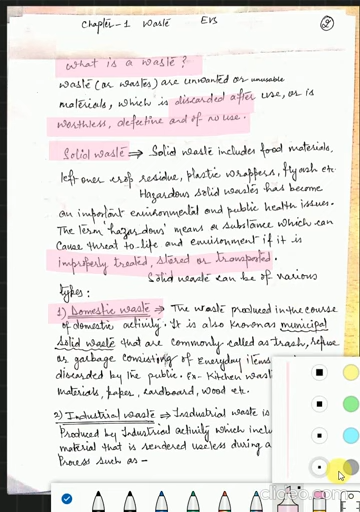 Chapter-1 Waste EVS
What is a waste?
Waste (or wastes) are unwanted or unusable
materials, which is discarded after use, or is
worthless, defective and of no use.
Solid waste ⇒ Solid waste includes food materials,
left over crop residue, plastic wrappers, flyash etc
Hazardous solid wastes has become
an important environmental and public health issues.
The term 'hazardous' means a substance which can
cause threat to life and environment if it is
improperly treated, stored or transported.
Solid waste can be of various
types:
1) Domestic waste ⇒ The waste produced in the course
of domestic activity. It is also known as municipal
solid waste that are commonly called as trash, refuse
or garbage consisting of everyday items
discarded by the public. Ex- Kitchen
materials, paper, cardboard, wood etc.
2) Industrial waste ⇒ Industrial waste is
Produced by Industrial activity which
material that is rendered useless during a
Process such as -
Recorded with